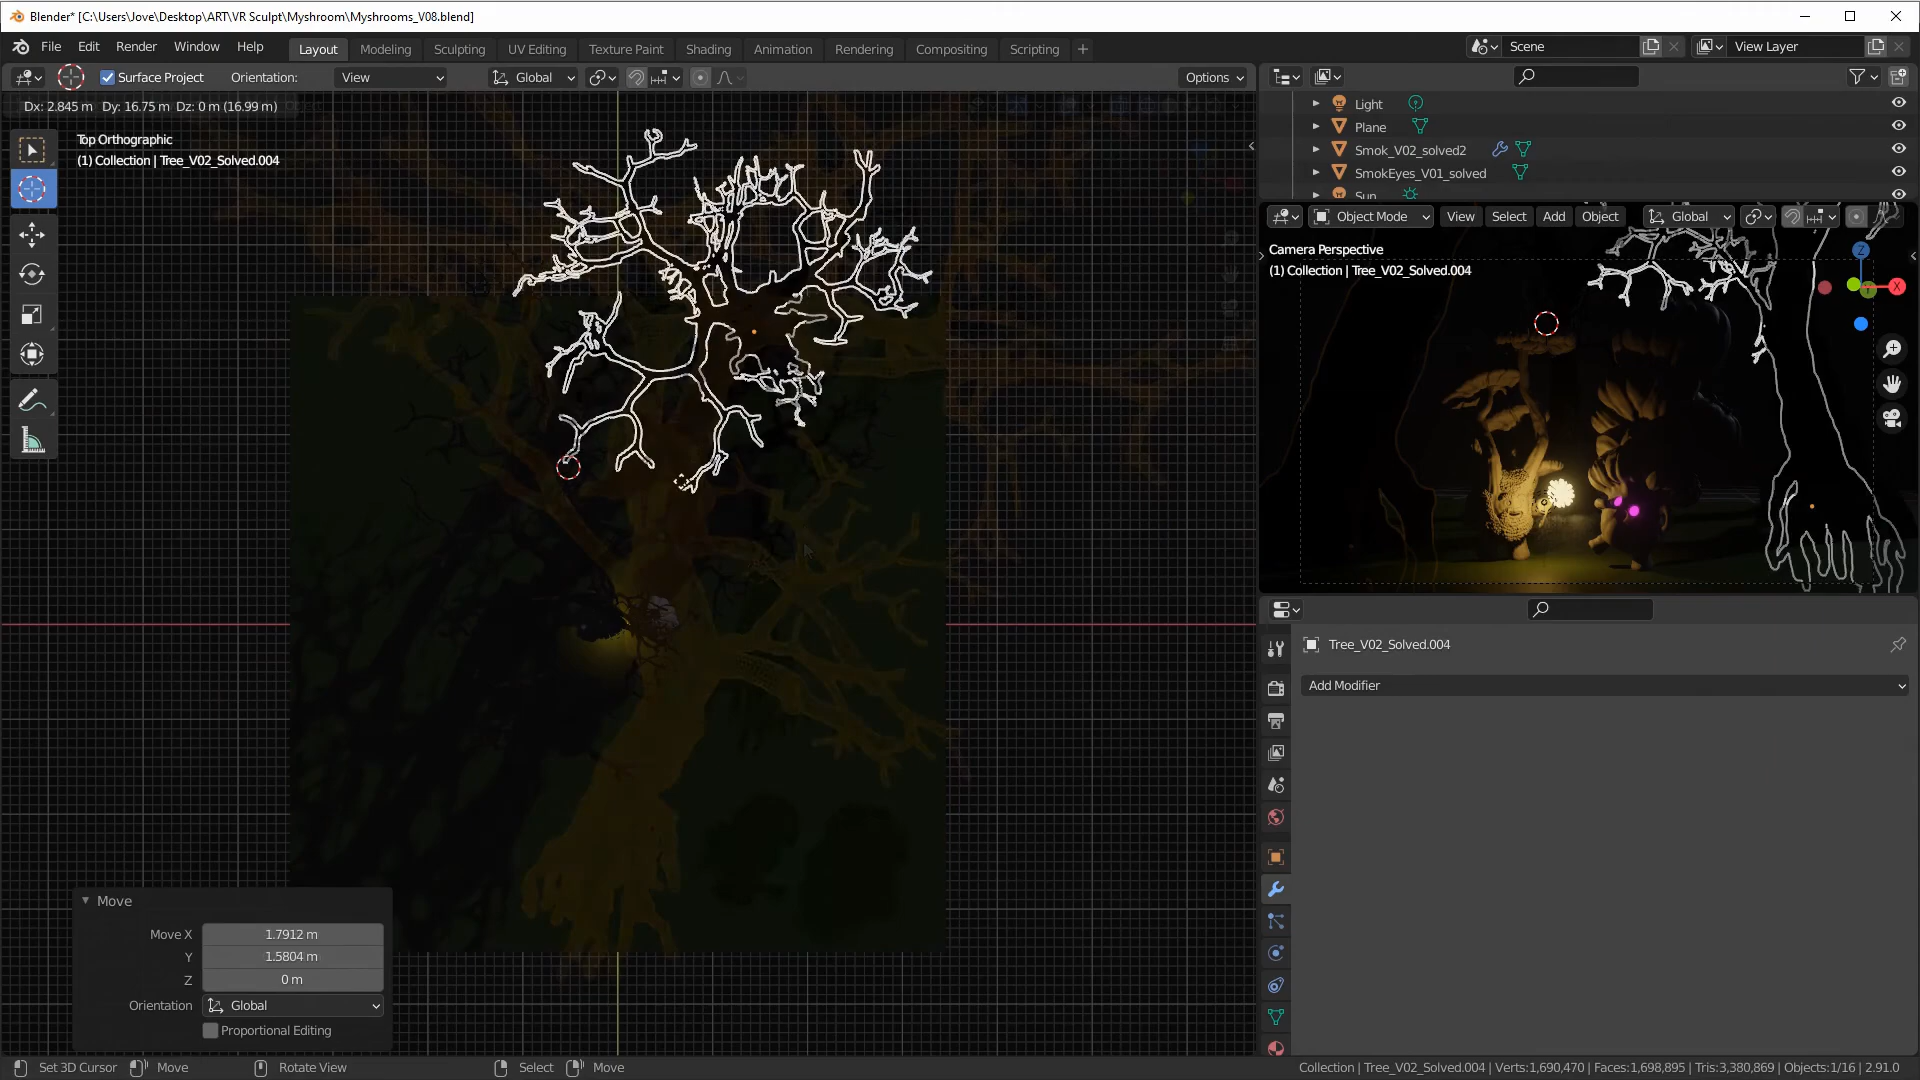 Blender* [C:\Users\Jove\Desktop\ART\VR Sculpt\Myshroom\Myshrooms_V08.blend]
File Edit Render Window Help Layout Modeling Sculpting UV Editing Texture Paint Shading Animation Rendering Compositing Scripting Scene View Layer
Surface Project Orientation: View Global Options
Dx: 2.845 m Dy: 16.75 m Dz: 0 m (16.99 m)
Top Orthographic
(1) Collection | Tree_V02_Solved.004
Light
Plane
Smok_V02_solved2
SmokEyes_V01_solved
Sun
Object Mode View Select Add Object Global
Camera Perspective
(1) Collection | Tree_V02_Solved.004
Z
X
Tree_V02_Solved.004
Add Modifier
Move
Move X 1.7912 m
Y 1.5804 m
Z 0 m
Orientation Global
Proportional Editing
Set 3D Cursor Move Rotate View Select Move Collection | Tree_V02_Solved.004 | Verts:1,690,470 | Faces:1,698,895 | Tris:3,380,869 | Objects:1/16 | 2.91.0